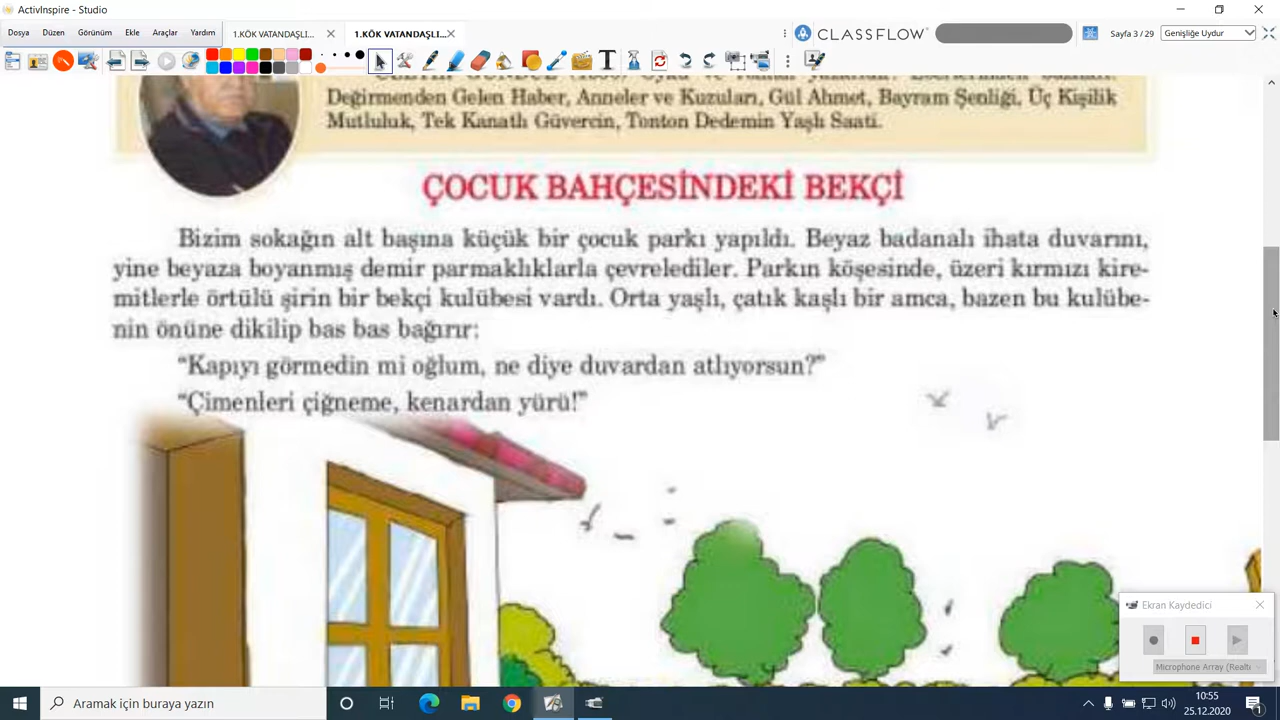 ActivInspire - Studio
Dosya Düzen Görünüm Ekle Araçlar Yardım
1.KÖK VATANDAŞLI...
1.KÖK VATANDAŞLI...
CLASSFLOW
Sayfa 3 / 29
Genişliğe Uydur
Değirmenden Gelen Haber, Anneler ve Kuzuları, Gül Ahmet, Bayram Şenliği, Üç Kişilik
Mutluluk, Tek Kanatlı Güvercin, Tonton Dedemin Yaşlı Saati.
ÇOCUK BAHÇESİNDEKİ BEKÇİ
Bizim sokağın alt başına küçük bir çocuk parkı yapıldı. Beyaz badanalı ihata duvarını,
yine beyaza boyanmış demir parmaklıklarla çevrelediler. Parkın köşesinde, üzeri kırmızı kire-
mitlerle örtülü şirin bir bekçi kulübesi vardı. Orta yaşlı, çatık kaşlı bir amca, bazen bu kulübe-
nin önüne dikilip bas bas bağırır:
“Kapıyı görmedin mi oğlum, ne diye duvardan atlıyorsun?”
“Çimenleri çiğneme, kenardan yürü!”
Ekran Kaydedici
Microphone Array (Realt
Aramak için buraya yazın
10:55
25.12.2020
1